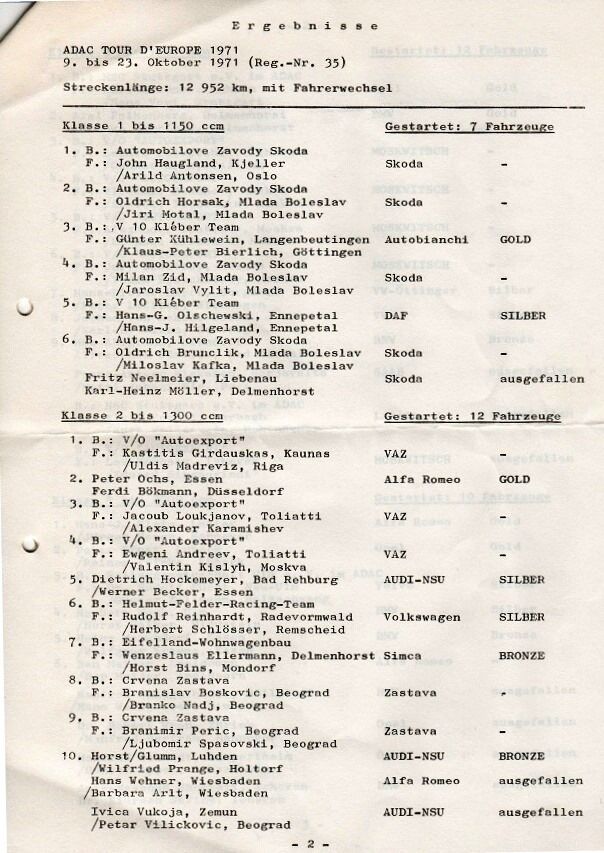 Ergebnisse
ADAC TOUR D'EUROPE 1971
9. bis 23. Oktober 1971 (Reg.-Nr. 35)
Streckenlänge: 12 952 km, mit Fahrerwechsel
Klasse 1 bis 1150 ccm Gestartet: 7 Fahrzeuge
1. B.: Automobilove Zavody Skoda
F.: John Haugland, Kjeller Skoda -
/Arild Antonsen, Oslo
2. B.: Automobilove Zavody Skoda
F.: Oldrich Horsak, Mlada Boleslav Skoda -
/Jiri Motal, Mlada Boleslav
3. B.: V 10 Kléber Team
F.: Günter Kühlewein, Langenbeutingen Autobianchi GOLD
/Klaus-Peter Bierlich, Göttingen
4. B.: Automobilove Zavody Skoda
F.: Milan Zid, Mlada Boleslav Skoda -
/Jaroslav Vylit, Mlada Boleslav
5. B.: V 10 Kléber Team
F.: Hans-G. Olschewski, Ennepetal DAF SILBER
/Hans-J. Hilgeland, Ennepetal
6. B.: Automobilove Zavody Skoda
F.: Oldrich Brunclik, Mlada Boleslav Skoda -
/Miloslav Kafka, Mlada Boleslav
Fritz Neelmeier, Liebenau Skoda ausgefallen
Karl-Heinz Möller, Delmenhorst
Klasse 2 bis 1300 ccm Gestartet: 12 Fahrzeuge
1. B.: V/O "Autoexport"
F.: Kastitis Girdauskas, Kaunas VAZ -
/Uldis Madreviz, Riga
2. Peter Ochs, Essen Alfa Romeo GOLD
Ferdi Bökmann, Düsseldorf
3. B.: V/O "Autoexport"
F.: Jacoub Loukjanov, Toliatti VAZ -
/Alexander Karamishev
4. B.: V/O "Autoexport"
F.: Ewgeni Andreev, Toliatti VAZ -
/Valentin Kislyh, Moskva
5. Dietrich Hockemeyer, Bad Rehburg AUDI-NSU SILBER
/Werner Becker, Essen
6. B.: Helmut-Felder-Racing-Team
F.: Rudolf Reinhardt, Radevormwald Volkswagen SILBER
/Herbert Schlösser, Remscheid
7. B.: Eifelland-Wohnwagenbau
F.: Wenzeslaus Ellermann, Delmenhorst Simca BRONZE
/Horst Bins, Mondorf
8. B.: Crvena Zastava
F.: Branislav Boskovic, Beograd Zastava -
/Branko Nadj, Beograd
9. B.: Crvena Zastava
F.: Branimir Peric, Beograd Zastava -
/Ljubomir Spasovski, Beograd
10. Horst/Glumm, Luhden AUDI-NSU BRONZE
/Wilfried Prange, Holtorf
Hans Wehner, Wiesbaden Alfa Romeo ausgefallen
/Barbara Arlt, Wiesbaden
Ivica Vukoja, Zemun AUDI-NSU ausgefallen
/Petar Vilickovic, Beograd
- 2 -